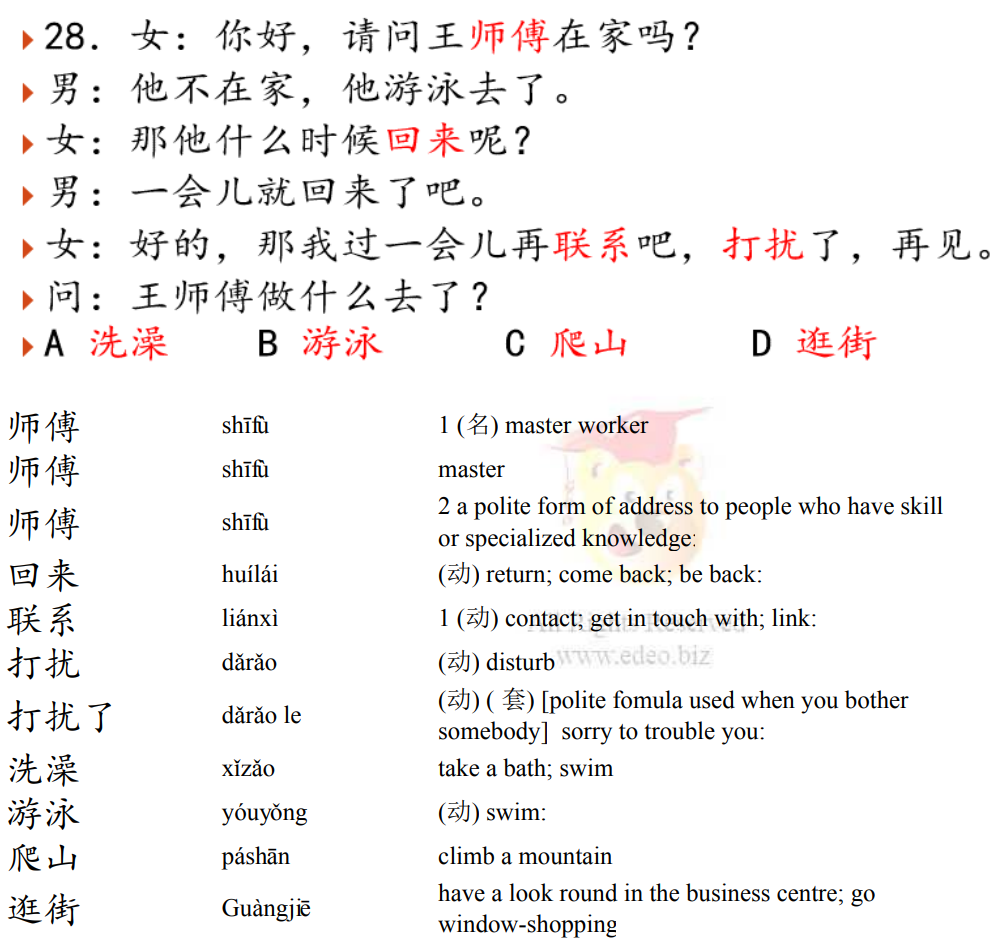 28. 女：你好，请问王师傅在家吗？
男：他不在家，他游泳去了。
女：那他什么时候回来呢？
男：一会儿就回来了吧。
女：好的，那我过一会儿再联系吧，打扰了，再见。
问：王师傅做什么去了？
A 洗澡 B 游泳 C 爬山 D 逛街
师傅 shīfù 1 (名) master worker
师傅 shīfù master
师傅 shīfù 2 a polite form of address to people who have skill
or specialized knowledge:
回来 huílái (动) return; come back; be back:
联系 liánxì 1 (动) contact; get in touch with; link:
All Rights Reserved
打扰 dǎrǎo (动) disturb
www.edeo.biz
打扰了 dǎrǎo le (动) ( 套) [polite fomula used when you bother
somebody] sorry to trouble you:
洗澡 xǐzǎo take a bath; swim
游泳 yóuyǒng (动) swim:
爬山 páshān climb a mountain
逛街 Guàngjiē have a look round in the business centre; go
window-shopping